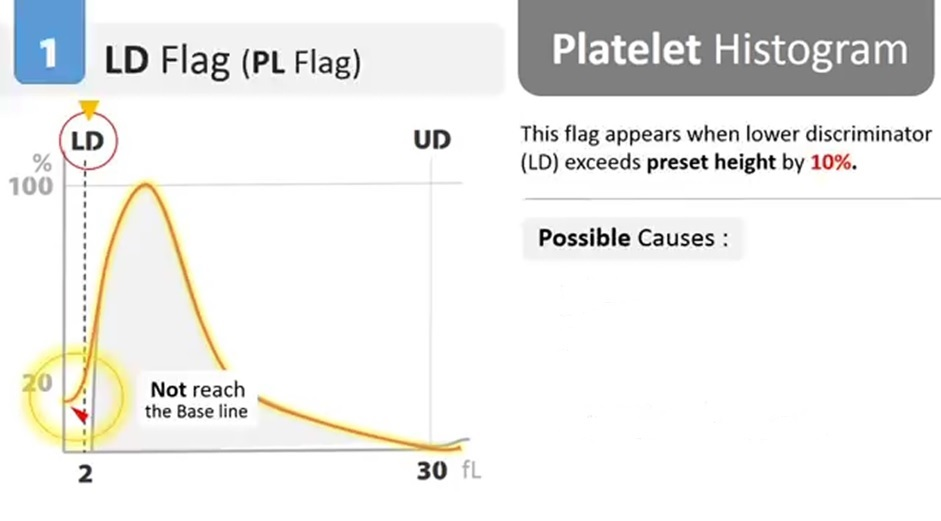 1
LD Flag (PL Flag)
Platelet Histogram
LD
UD
%
100
20
Not reach
the Base line
2
30 fL
This flag appears when lower discriminator
(LD) exceeds preset height by 10%.
Possible Causes :